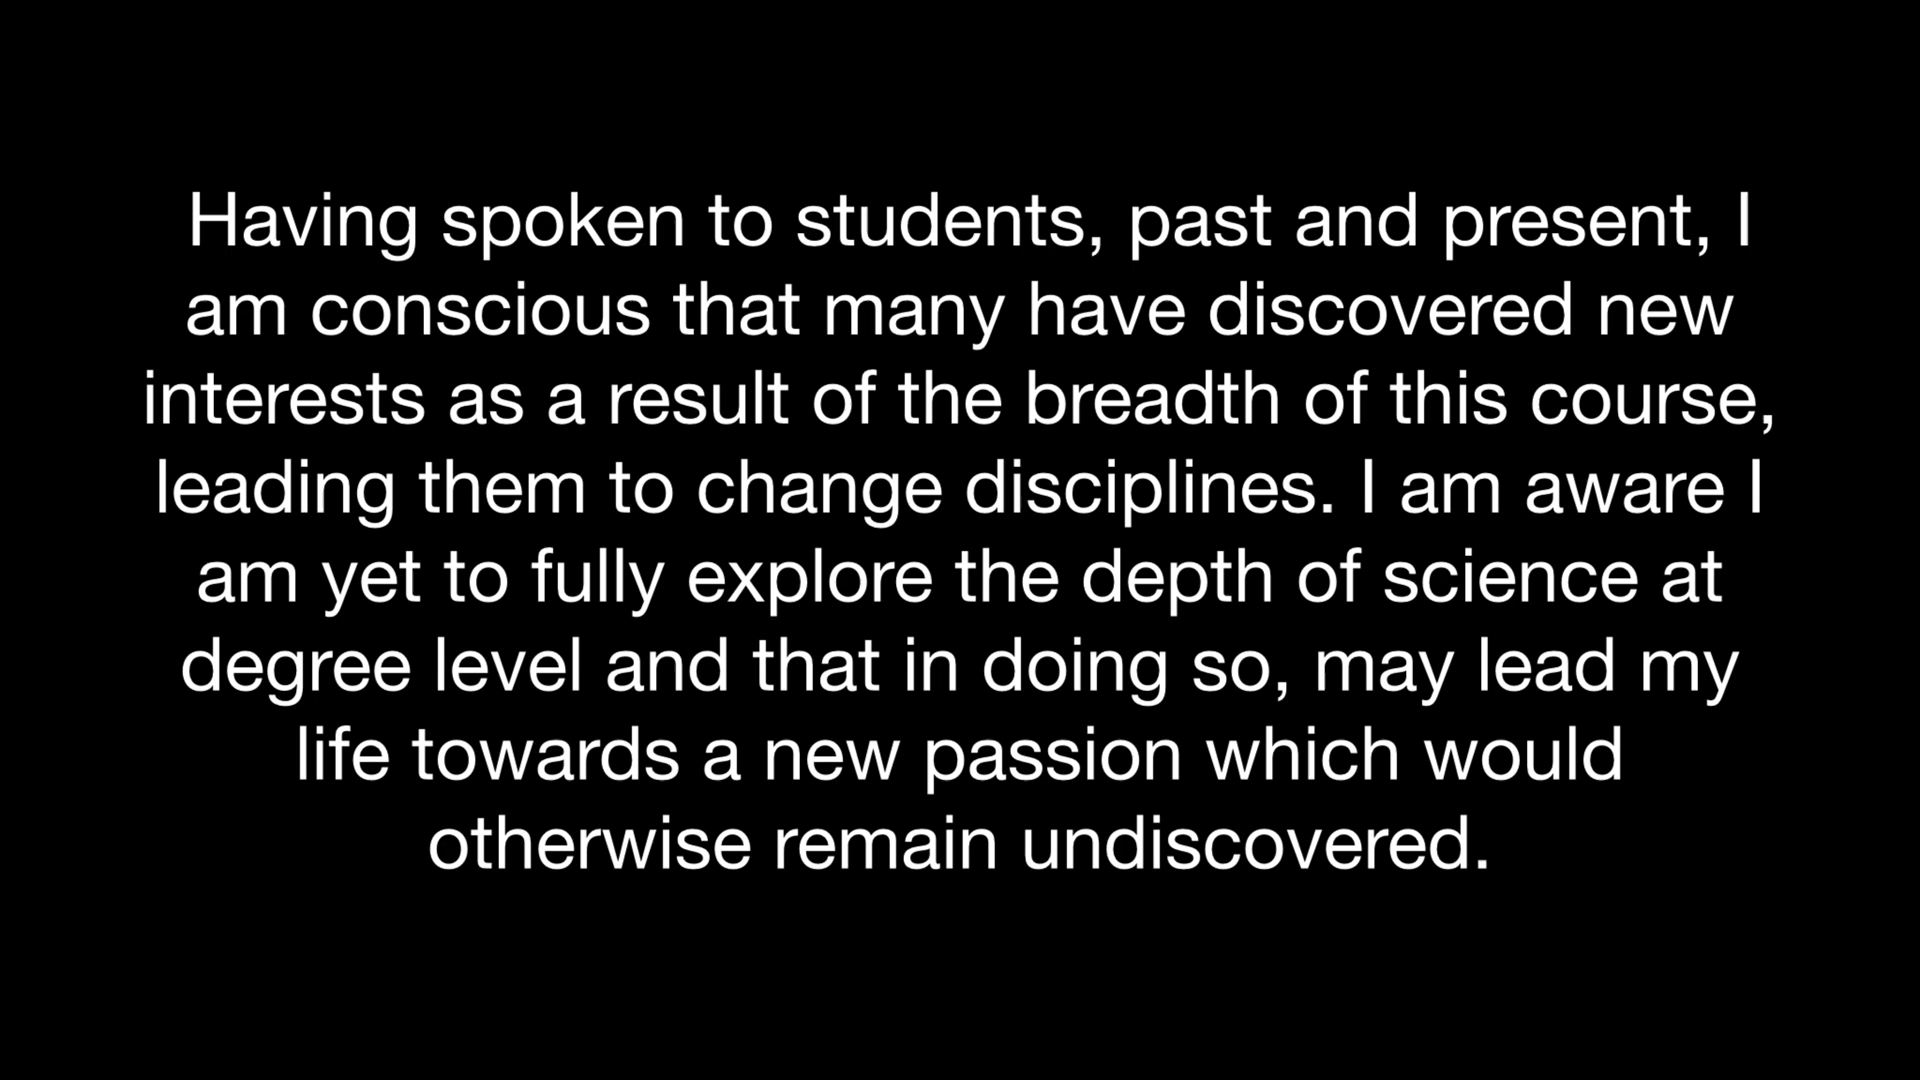 Having spoken to students, past and present, I
am conscious that many have discovered new
interests as a result of the breadth of this course,
leading them to change disciplines. I am aware I
am yet to fully explore the depth of science at
degree level and that in doing so, may lead my
life towards a new passion which would
otherwise remain undiscovered.